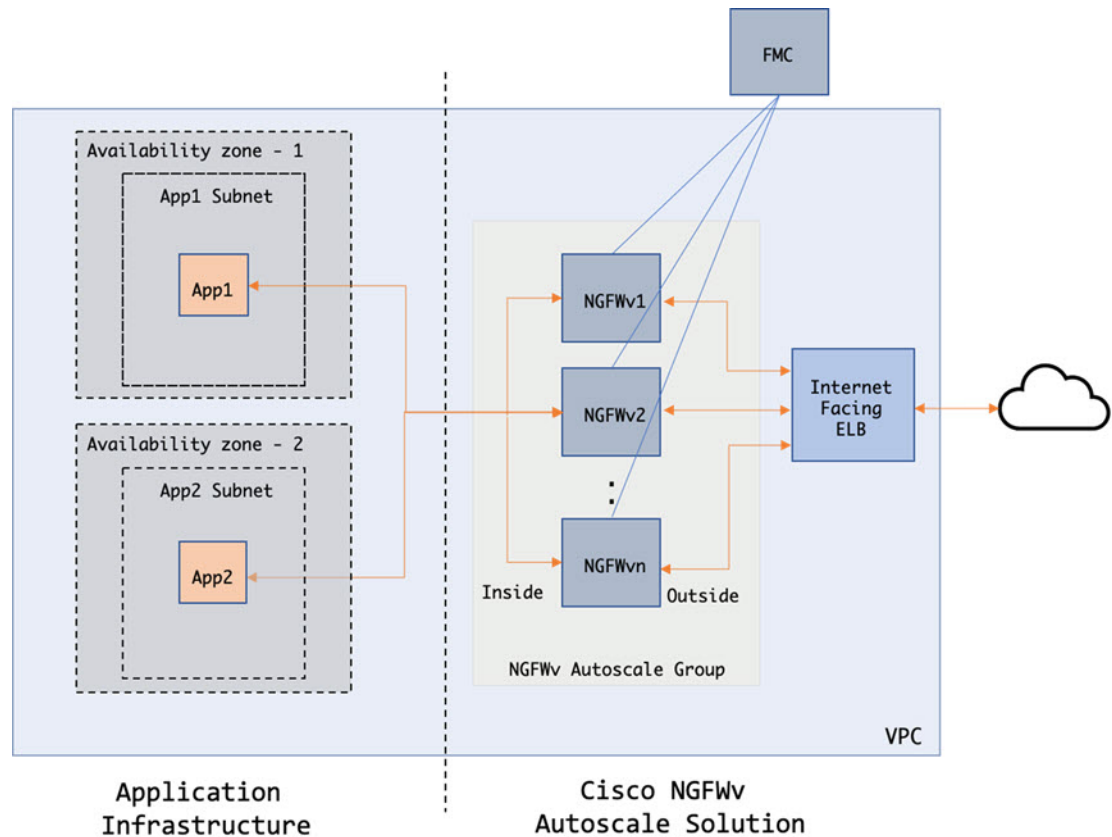 FMC
Availability zone - 1
App1 Subnet
App1
Availability zone - 2
App2 Subnet
App2
NGFWv1
NGFWv2
:
NGFWvn
Inside
Outside
NGFWv Autoscale Group
Internet
Facing
ELB
VPC
Application
Infrastructure
Cisco NGFWv
Autoscale Solution